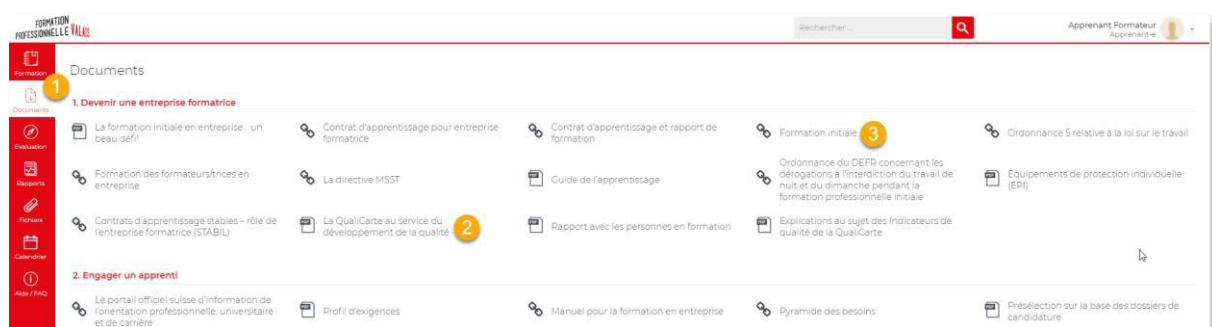 FORMATION
PROFESSIONNELLE VALAIS
Rechercher ...
Apprenant Formateur
Apprenant-e
Formation
Documents
Evaluation
Rapports
Fichiers
Calendrier
Aide / FAQ
1
Documents
1. Devenir une entreprise formatrice
La formation initiale en entreprise... un
beau défi!
Contrat d'apprentissage pour entreprise
formatrice
Contrat d'apprentissage et rapport de
formation
Formation initiale
3
Ordonnance 5 relative à la loi sur le travail
Formation des formateurs/trices en
entreprise
La directive MSST
Guide de l'apprentissage
Ordonnance du DEFR concernant les
dérogations à l'interdiction du travail de
nuit et du dimanche pendant la
formation professionnelle initiale
Equipements de protection individuelle
(EPI)
Contrats d'apprentissage stables – rôle de
l'entreprise formatrice (STABIL)
La QualiCarte au service du
développement de la qualité
2
Rapport avec les personnes en formation
Explications au sujet des Indicateurs de
qualité de la QualiCarte
2. Engager un apprenti
Le portail officiel suisse d'information de
l'orientation professionnelle, universitaire
et de carrière
Profil d'exigences
Manuel pour la formation en entreprise
Pyramide des besoins
Présélection sur la base des dossiers de
candidature